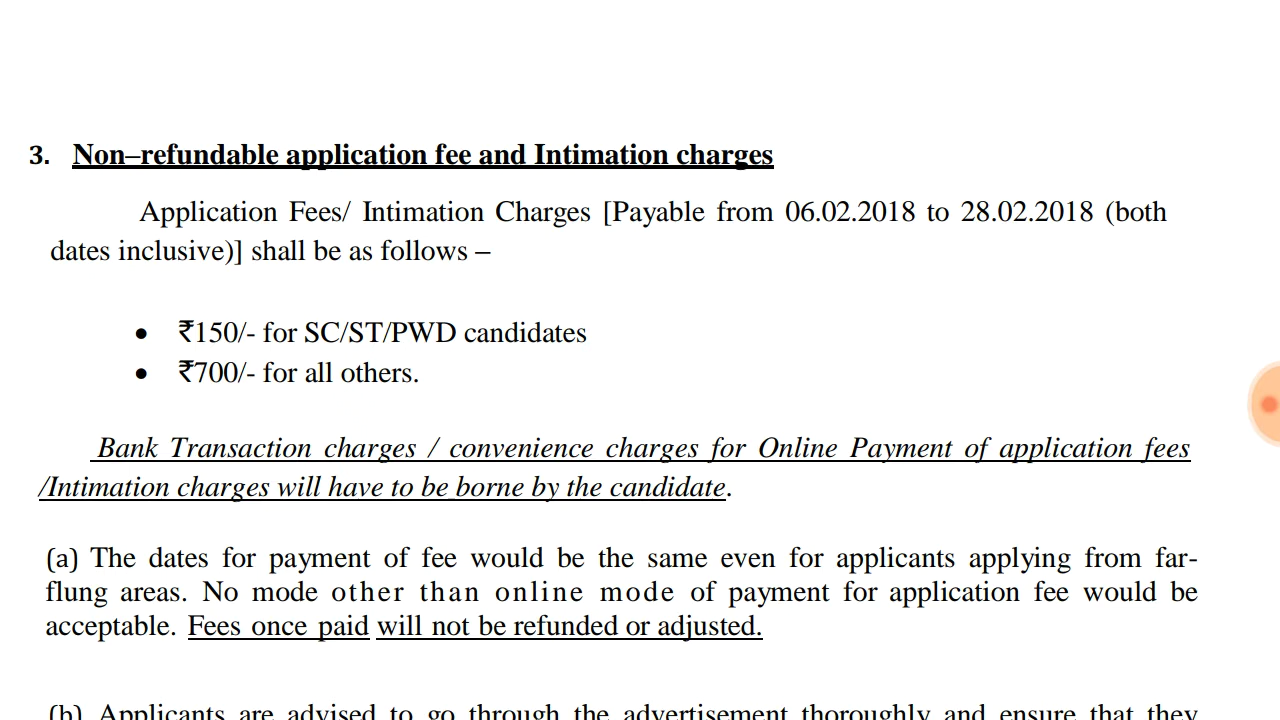 3. Non–refundable application fee and Intimation charges
Application Fees/ Intimation Charges [Payable from 06.02.2018 to 28.02.2018 (both
dates inclusive)] shall be as follows –
• ₹150/- for SC/ST/PWD candidates
• ₹700/- for all others.
Bank Transaction charges / convenience charges for Online Payment of application fees
/Intimation charges will have to be borne by the candidate.
(a) The dates for payment of fee would be the same even for applicants applying from far-
flung areas. No mode other than online mode of payment for application fee would be
acceptable. Fees once paid will not be refunded or adjusted.
(b) Applicants are advised to go through the advertisement thoroughly and ensure that they